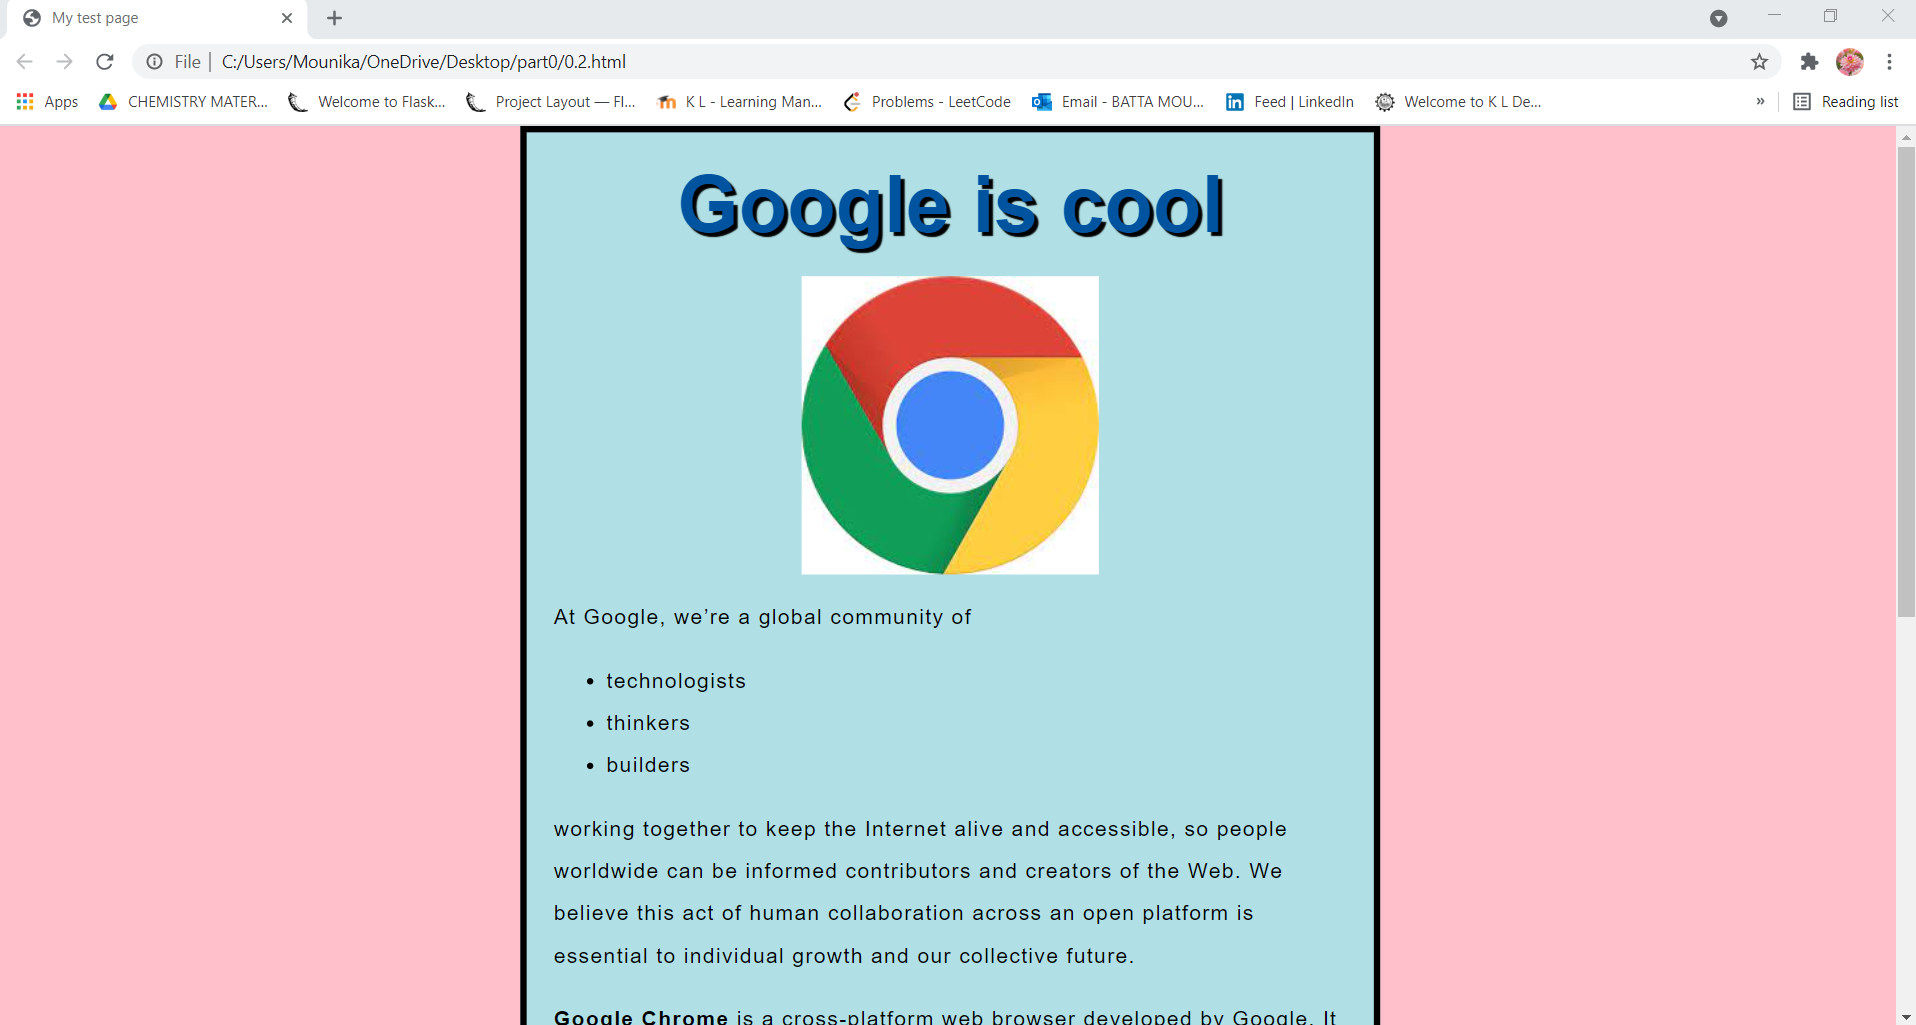 My test page
File | C:/Users/Mounika/OneDrive/Desktop/part0/0.2.html
Apps CHEMISTRY MATER... Welcome to Flask... Project Layout — Fl... K L - Learning Man... Problems - LeetCode Email - BATTA MOU... Feed | LinkedIn Welcome to K L De... » Reading list
Google is cool
At Google, we’re a global community of
• technologists
• thinkers
• builders
working together to keep the Internet alive and accessible, so people
worldwide can be informed contributors and creators of the Web. We
believe this act of human collaboration across an open platform is
essential to individual growth and our collective future.
Google Chrome is a cross-platform web browser developed by Google. It